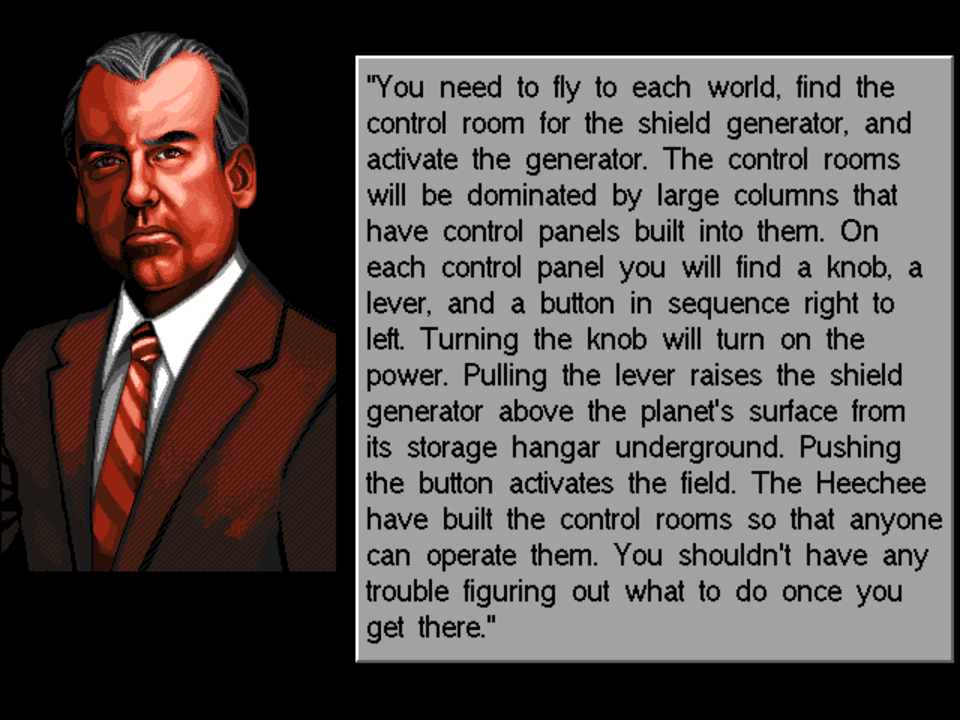 "You need to fly to each world, find the
control room for the shield generator, and
activate the generator. The control rooms
will be dominated by large columns that
have control panels built into them. On
each control panel you will find a knob, a
lever, and a button in sequence right to
left. Turning the knob will turn on the
power. Pulling the lever raises the shield
generator above the planet's surface from
its storage hangar underground. Pushing
the button activates the field. The Heechee
have built the control rooms so that anyone
can operate them. You shouldn't have any
trouble figuring out what to do once you
get there."